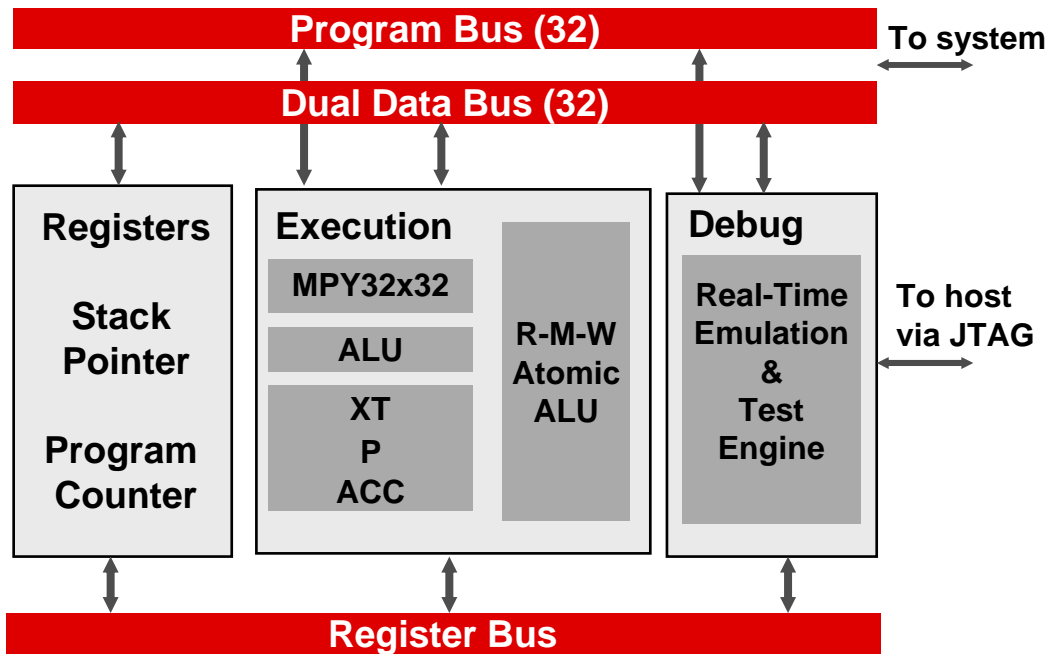 Program Bus (32)
To system
Dual Data Bus (32)
Registers
Stack
Pointer
Program
Counter
Execution
MPY32x32
ALU
XT
P
ACC
R-M-W
Atomic
ALU
Debug
Real-Time
Emulation
&
Test
Engine
To host
via JTAG
Register Bus